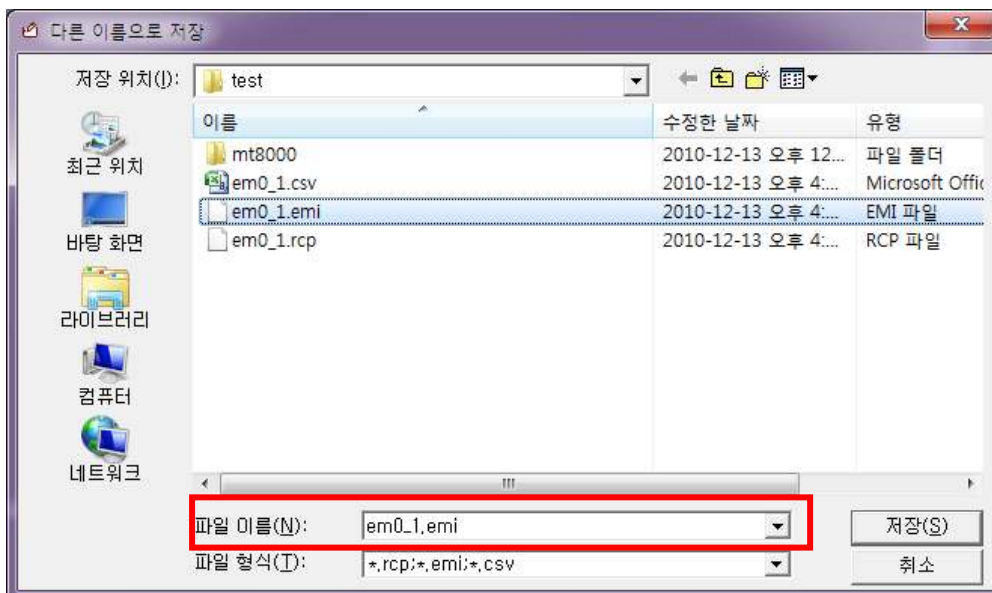 다른 이름으로 저장
저장 위치(I): test
이름 수정한 날짜 유형
mt8000 2010-12-13 오후 12... 파일 폴더
em0_1.csv 2010-12-13 오후 4:... Microsoft Offic
em0_1.emi 2010-12-13 오후 4:... EMI 파일
em0_1.rcp 2010-12-13 오후 4:... RCP 파일
최근 위치
바탕 화면
라이브러리
컴퓨터
네트워크
파일 이름(N): em0_1.emi 저장(S)
파일 형식(T): *.rcp;*.emi;*.csv 취소